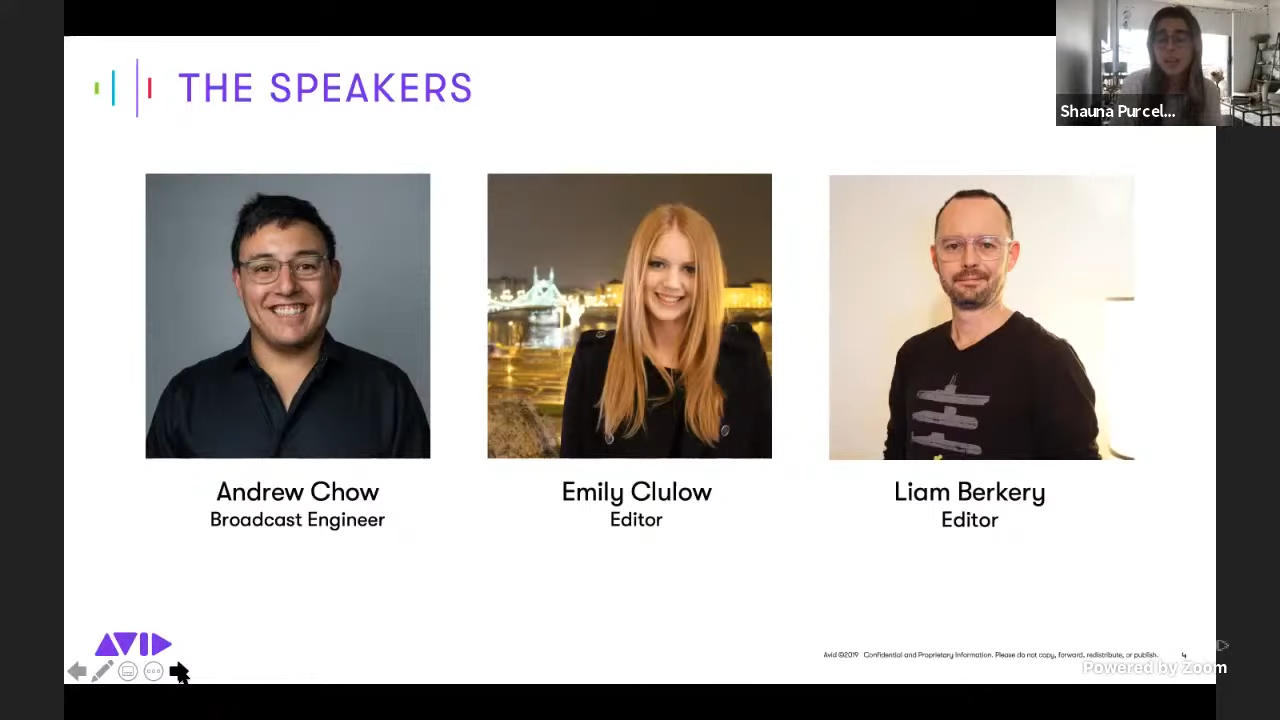 THE SPEAKERS
Shauna Purcel...
Andrew Chow
Broadcast Engineer
Emily Clulow
Editor
Liam Berkery
Editor
AVID
Avid ©2019 Confidential and Proprietary Information. Please do not copy, forward, redistribute, or publish. 4
Powered by Zoom